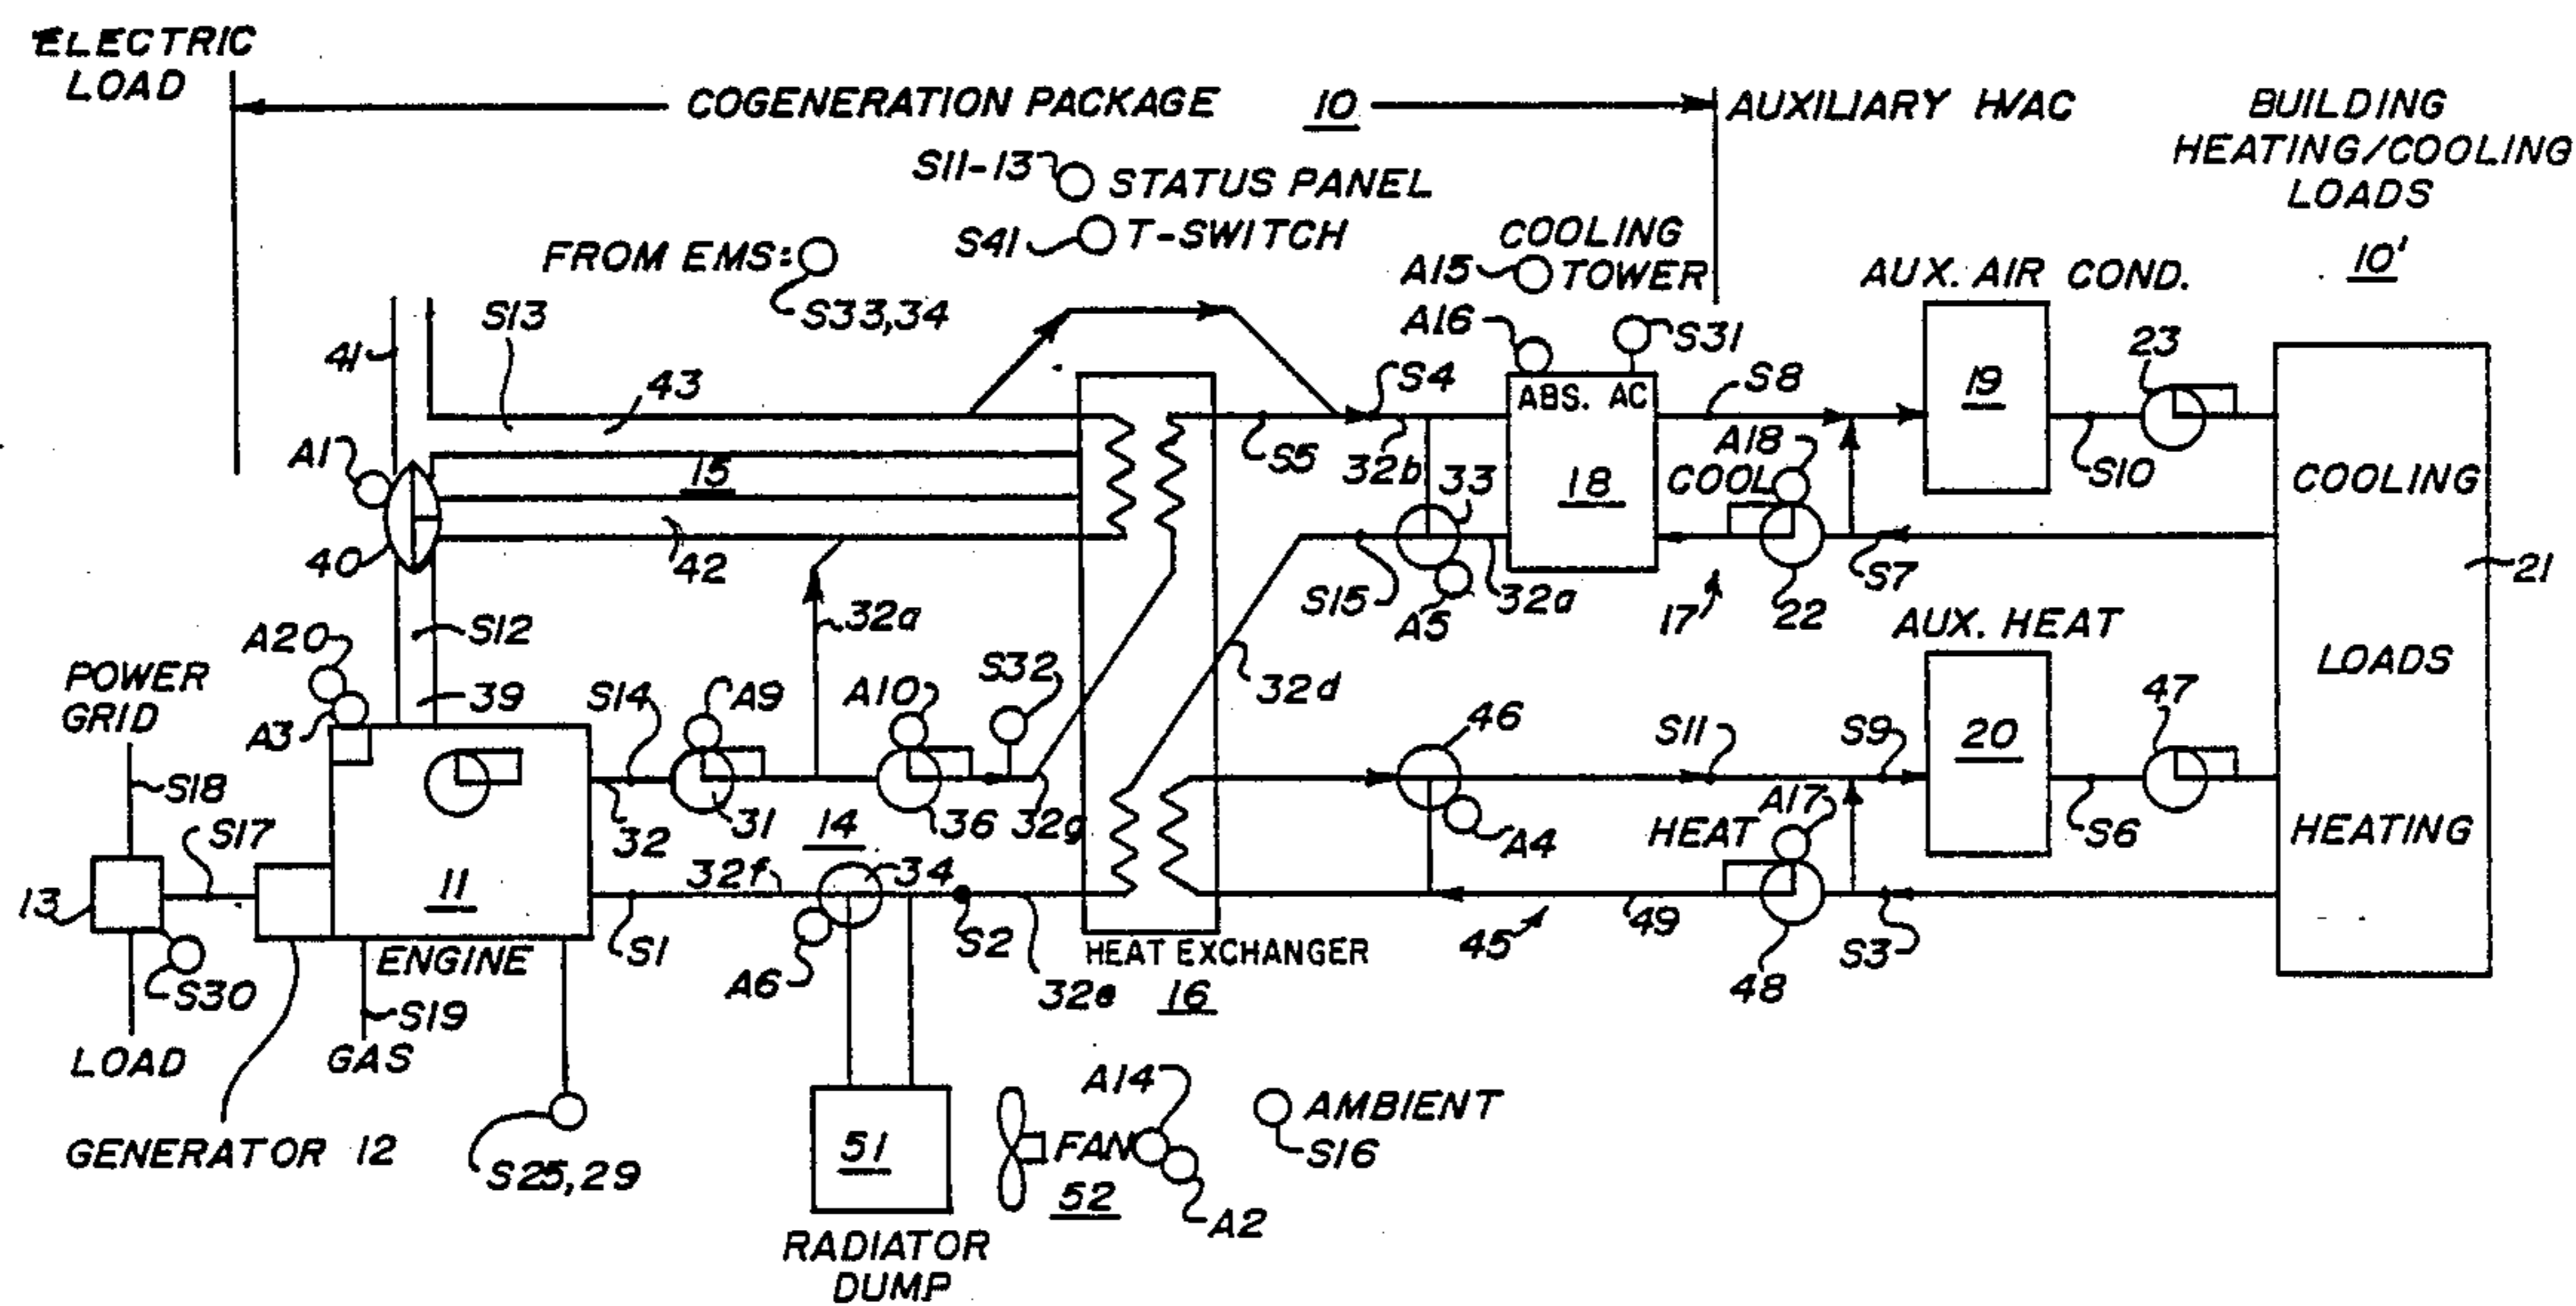 ELECTRIC
LOAD
COGENERATION PACKAGE 10
AUXILIARY HVAC
BUILDING
HEATING/COOLING
LOADS
10'
S11-13 STATUS PANEL
S41 T-SWITCH
FROM EMS:
S33,34
COOLING
A15 TOWER
A16
S31
AUX. AIR COND.
41
S13
43
S4
ABS. AC
S8
19
23
A1
15
S5
32b
33
18
COOL
A18
S10
COOLING
40
42
S15
A5
32a
17
22
S7
21
A20
S12
32a
AUX. HEAT
POWER
GRID
39
A3
S14
A9
A10
S32
32d
46
S11
S9
20
47
LOADS
S18
S17
32
31
14
36
32g
A4
HEAT
A17
S6
HEATING
13
11
32f
34
S30
ENGINE
S1
A6
S2
32e
HEAT EXCHANGER
16
45
49
48
S3
S19
LOAD
GAS
GENERATOR 12
S25,29
51
RADIATOR
DUMP
FAN
52
A14
A2
AMBIENT
S16